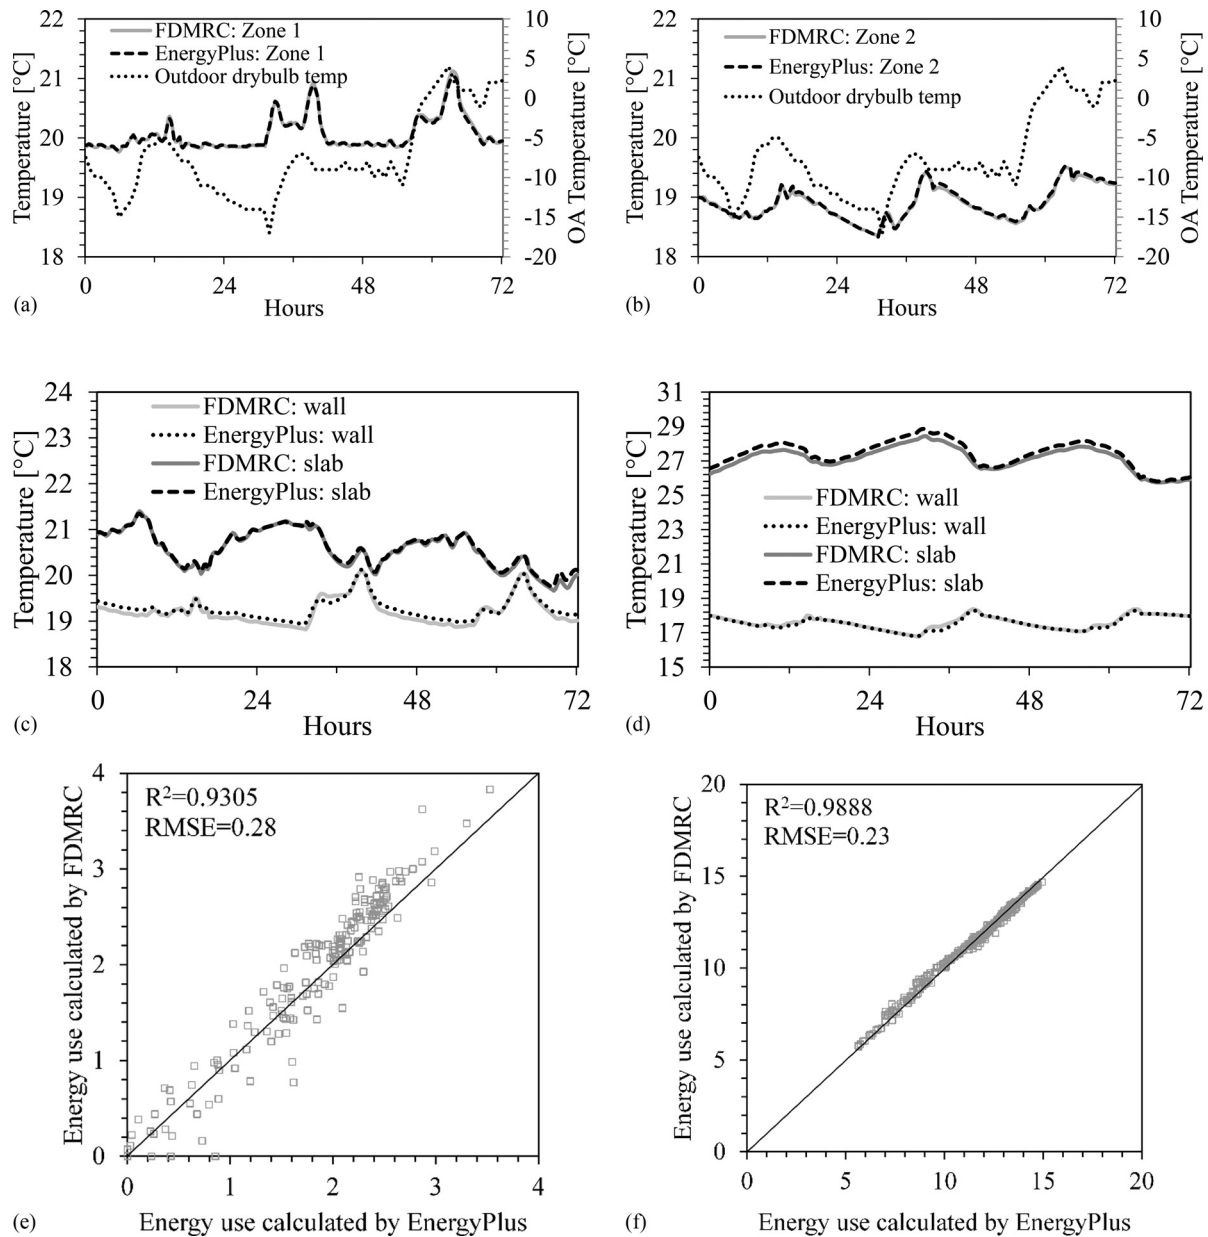 22
21
20
19
18
Temperature [°C]
FDMRC: Zone 1
EnergyPlus: Zone 1
Outdoor drybulb temp
10
5
0
-5
-10
-15
-20
OA Temperature [°C]
0 24 48 72
Hours
(a)
22
21
20
19
18
Temperature [°C]
FDMRC: Zone 2
EnergyPlus: Zone 2
Outdoor drybulb temp
10
5
0
-5
-10
-15
-20
OA Temperature [°C]
0 24 48 72
Hours
(b)
24
23
22
21
20
19
18
Temperature [°C]
FDMRC: wall
EnergyPlus: wall
FDMRC: slab
EnergyPlus: slab
0 24 48 72
Hours
(c)
31
29
27
25
23
21
19
17
15
Temperature [°C]
FDMRC: wall
EnergyPlus: wall
FDMRC: slab
EnergyPlus: slab
0 24 48 72
Hours
(d)
4
3
2
1
0
Energy use calculated by FDMRC
R²=0.9305
RMSE=0.28
0 1 2 3 4
Energy use calculated by EnergyPlus
(e)
20
15
10
5
0
Energy use calculated by FDMRC
R²=0.9888
RMSE=0.23
0 5 10 15 20
Energy use calculated by EnergyPlus
(f)